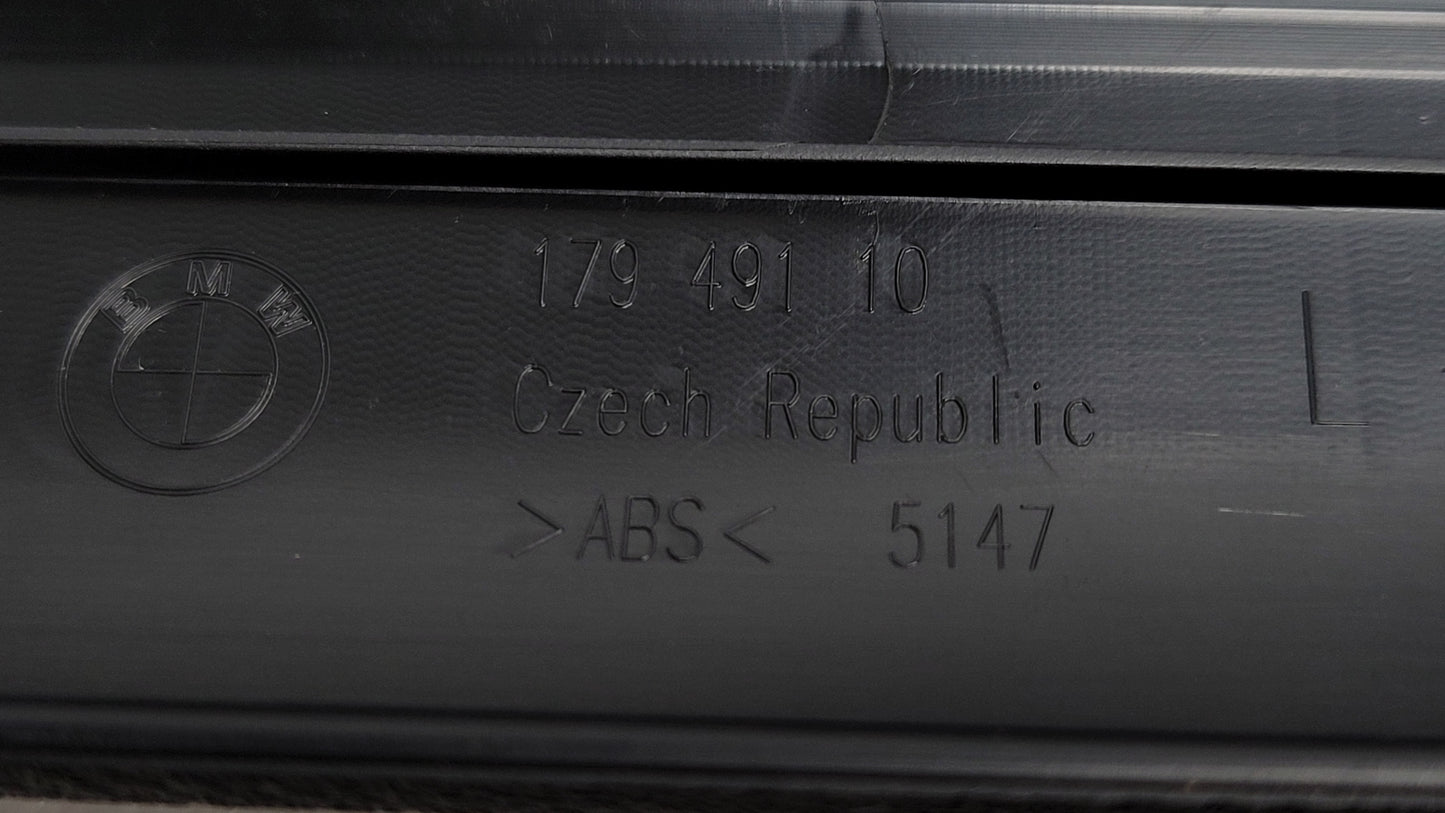 BMW
179 491 10
Czech Republic
L
>ABS< 5147